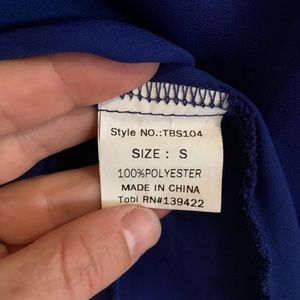 Style NO.:TBS104
SIZE : S
100%POLYESTER
MADE IN CHINA
Tobi RN#139422